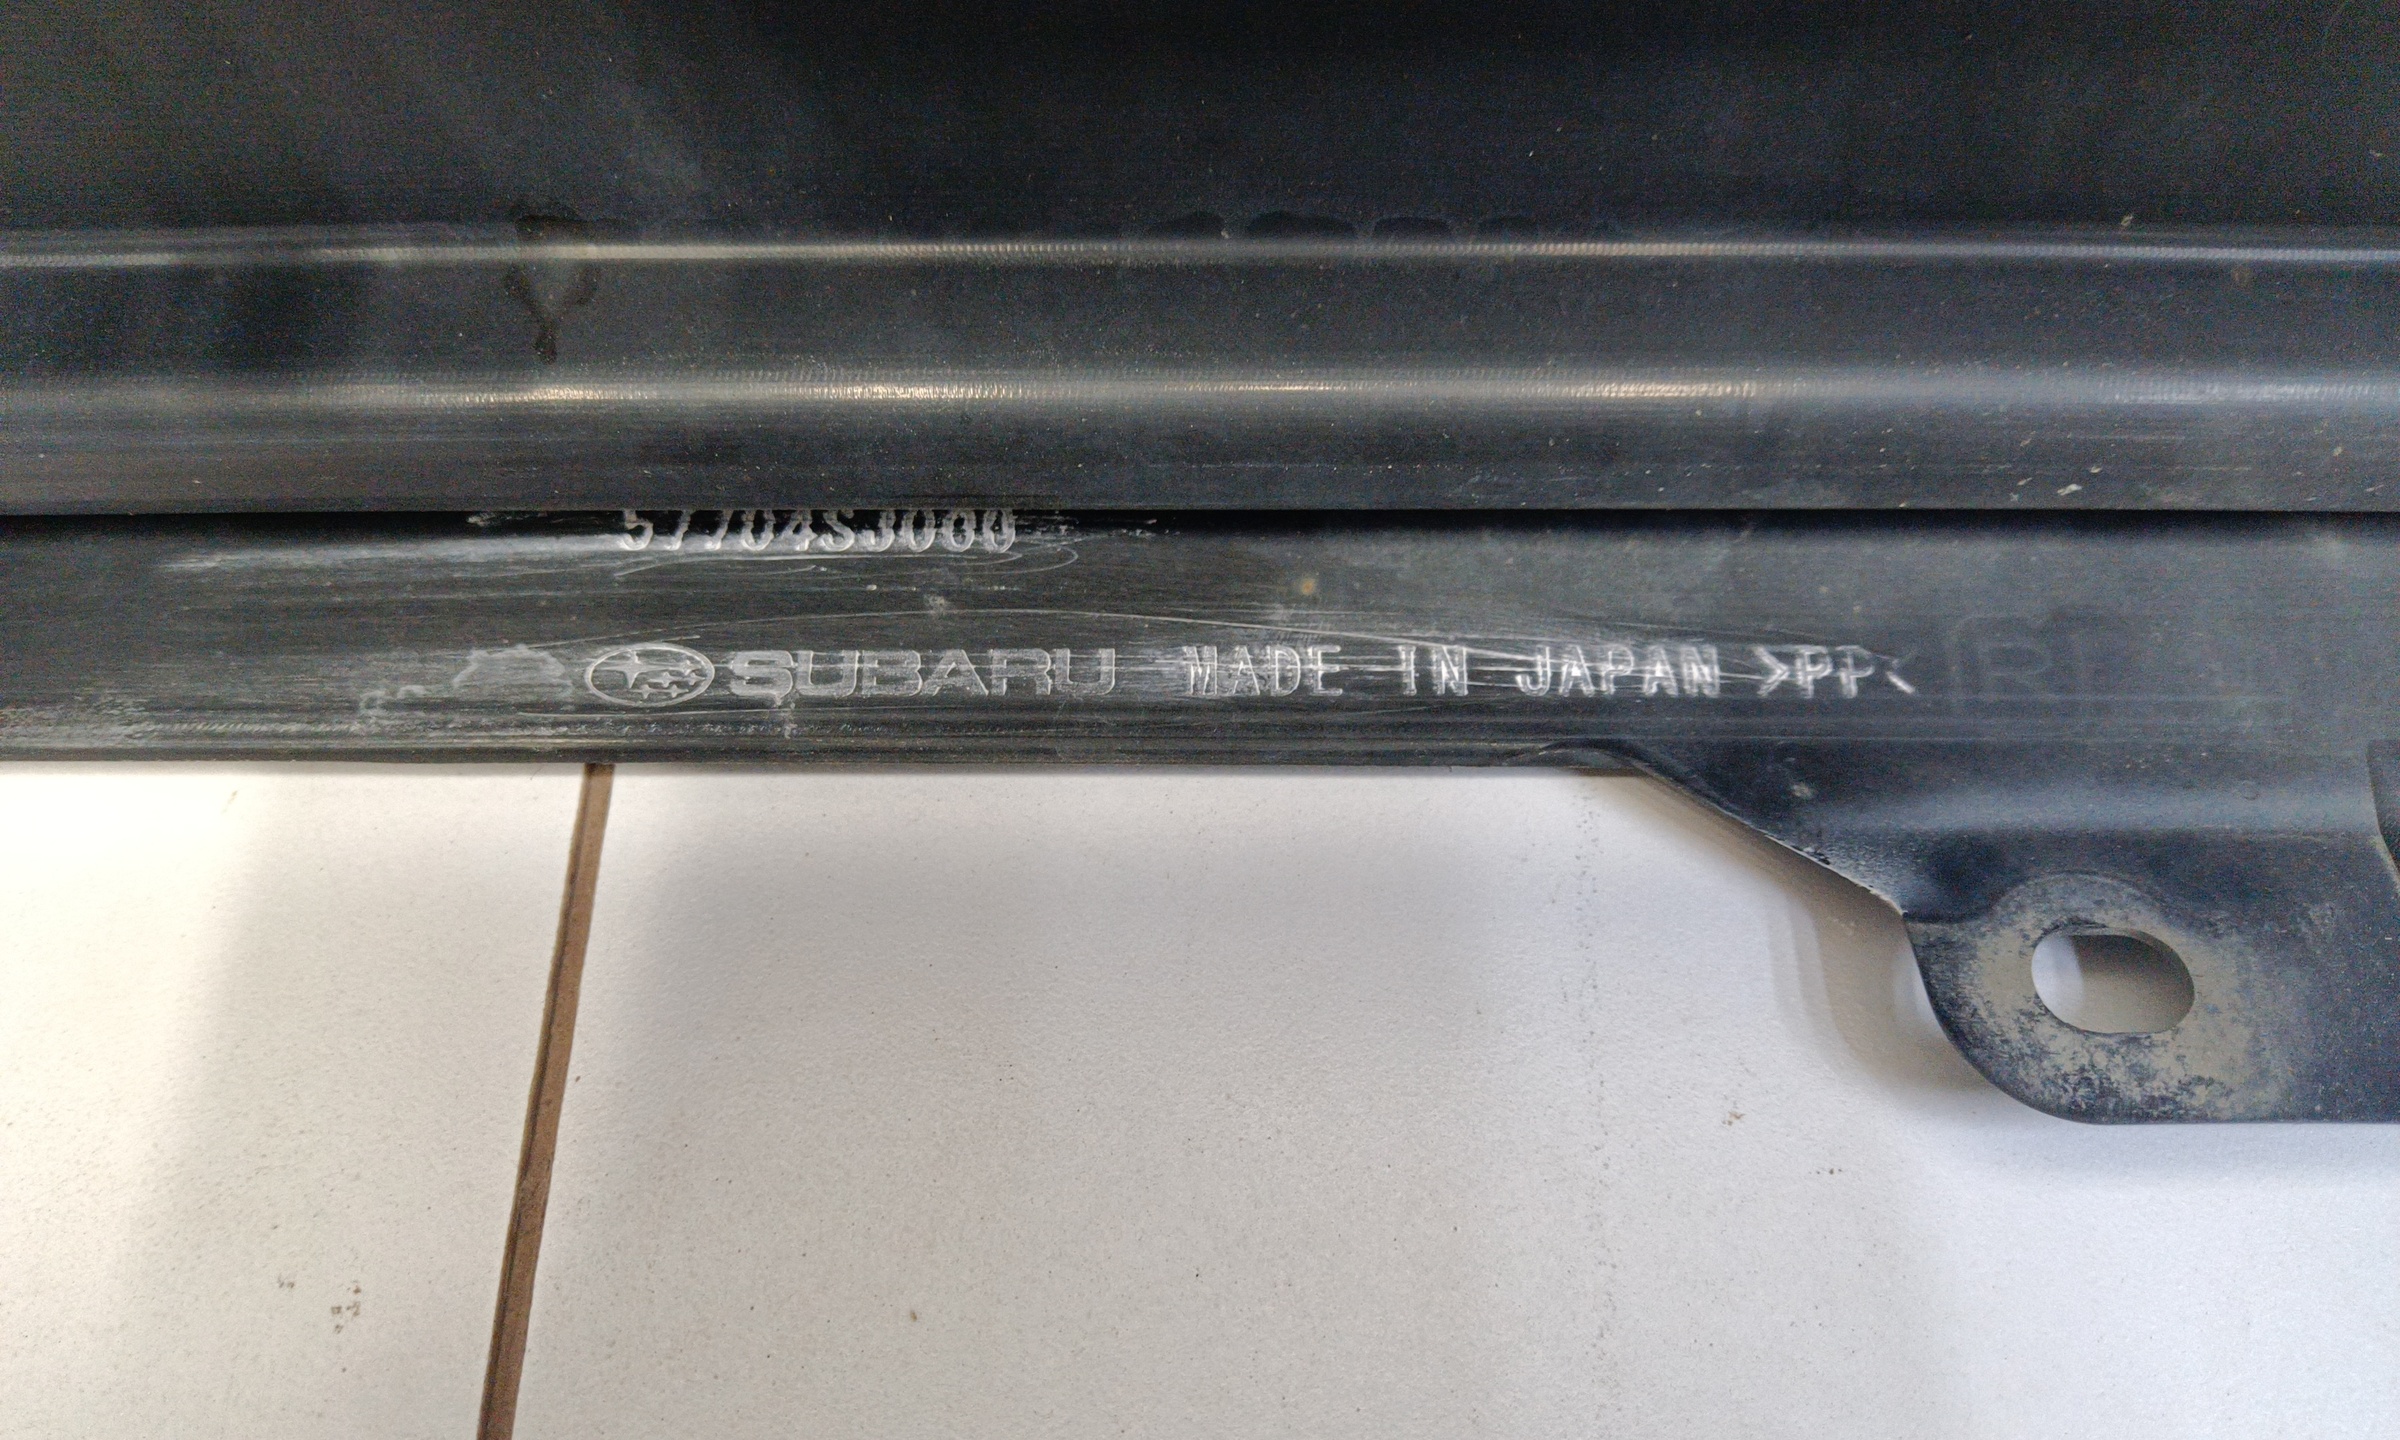 57704SJ060
SUBARU MADE IN JAPAN >PP<
R